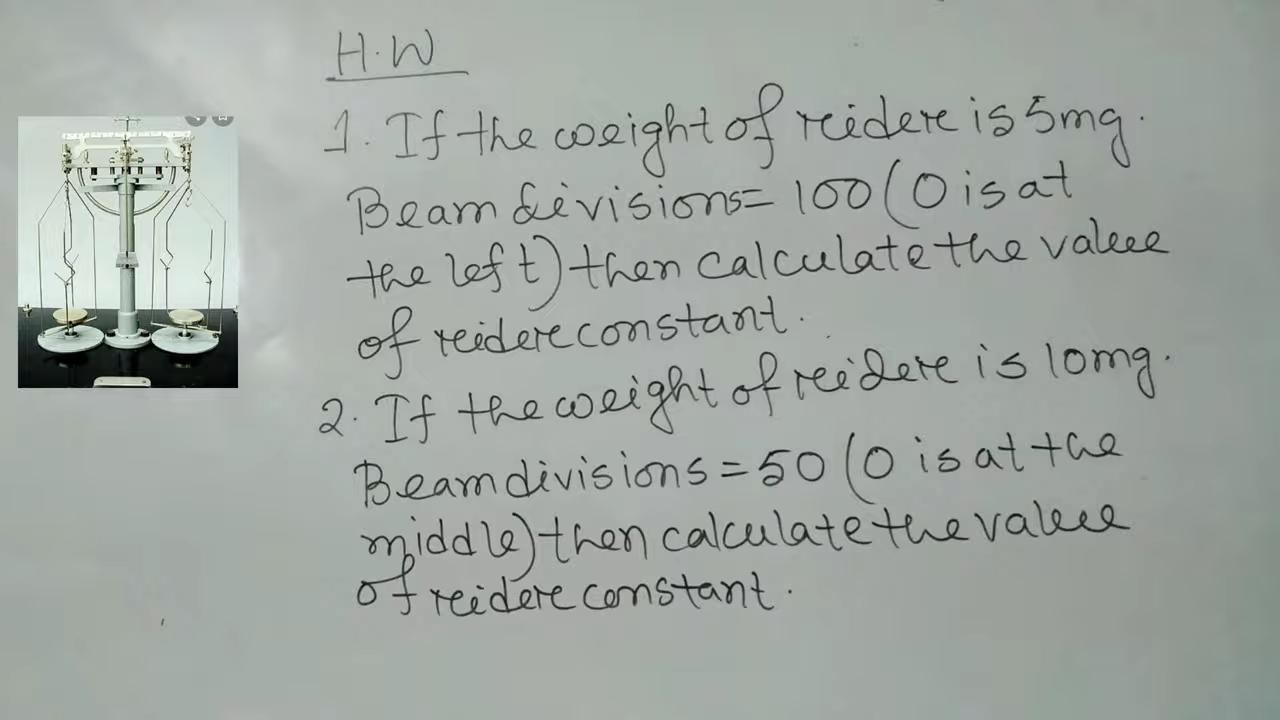 H.W
1. If the weight of reidere is 5mg.
Beam divisions = 100 (0 is at
the left) then calculate the value
of reidere constant.
2. If the weight of reidere is 10mg.
Beam divisions = 50 (0 is at the
middle) then calculate the value
of reidere constant.